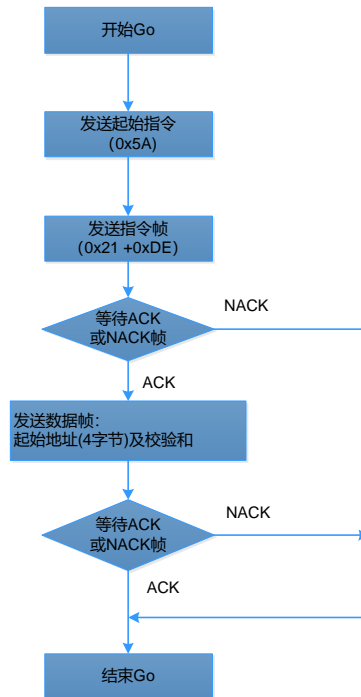 开始Go
发送起始指令
（0x5A)
发送指令帧
（0x21 +0xDE）
等待ACK
或NACK帧
NACK
ACK
发送数据帧：
起始地址(4字节)及校验和
等待ACK
或NACK帧
NACK
ACK
结束Go